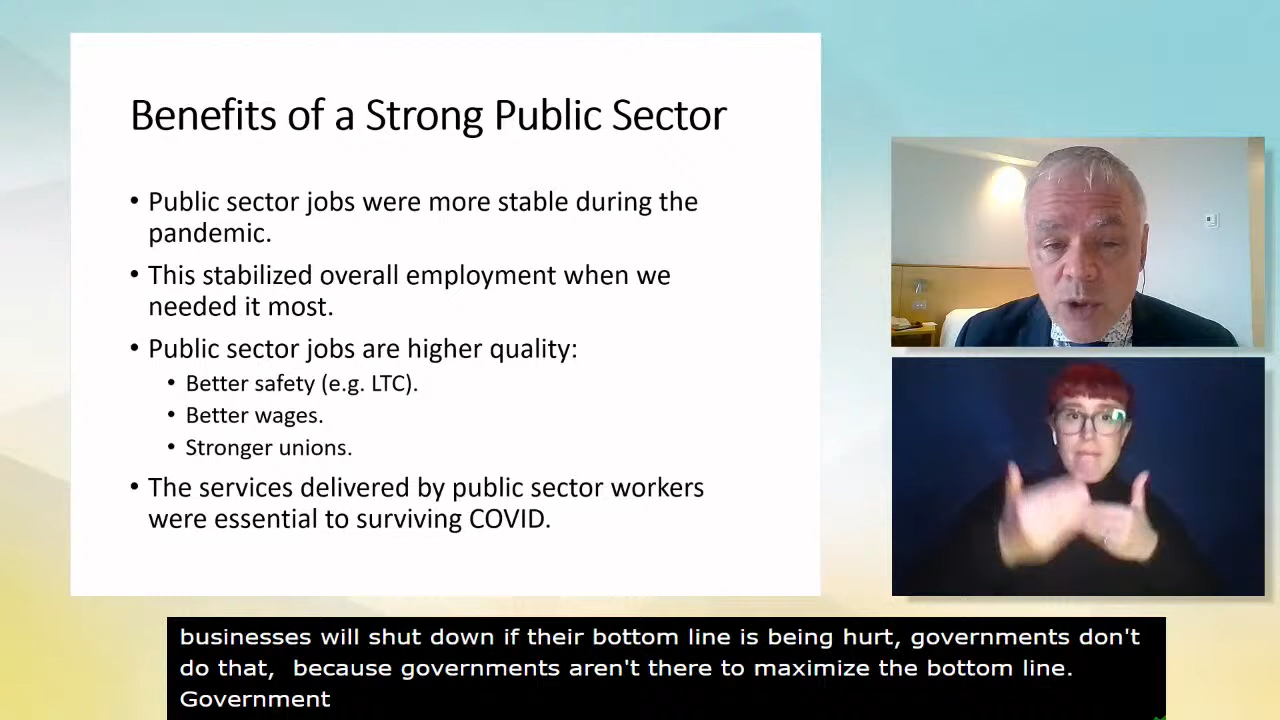 Benefits of a Strong Public Sector
• Public sector jobs were more stable during the
pandemic.
• This stabilized overall employment when we
needed it most.
• Public sector jobs are higher quality:
• Better safety (e.g. LTC).
• Better wages.
• Stronger unions.
• The services delivered by public sector workers
were essential to surviving COVID.
businesses will shut down if their bottom line is being hurt, governments don't
do that,  because governments aren't there to maximize the bottom line.
Government